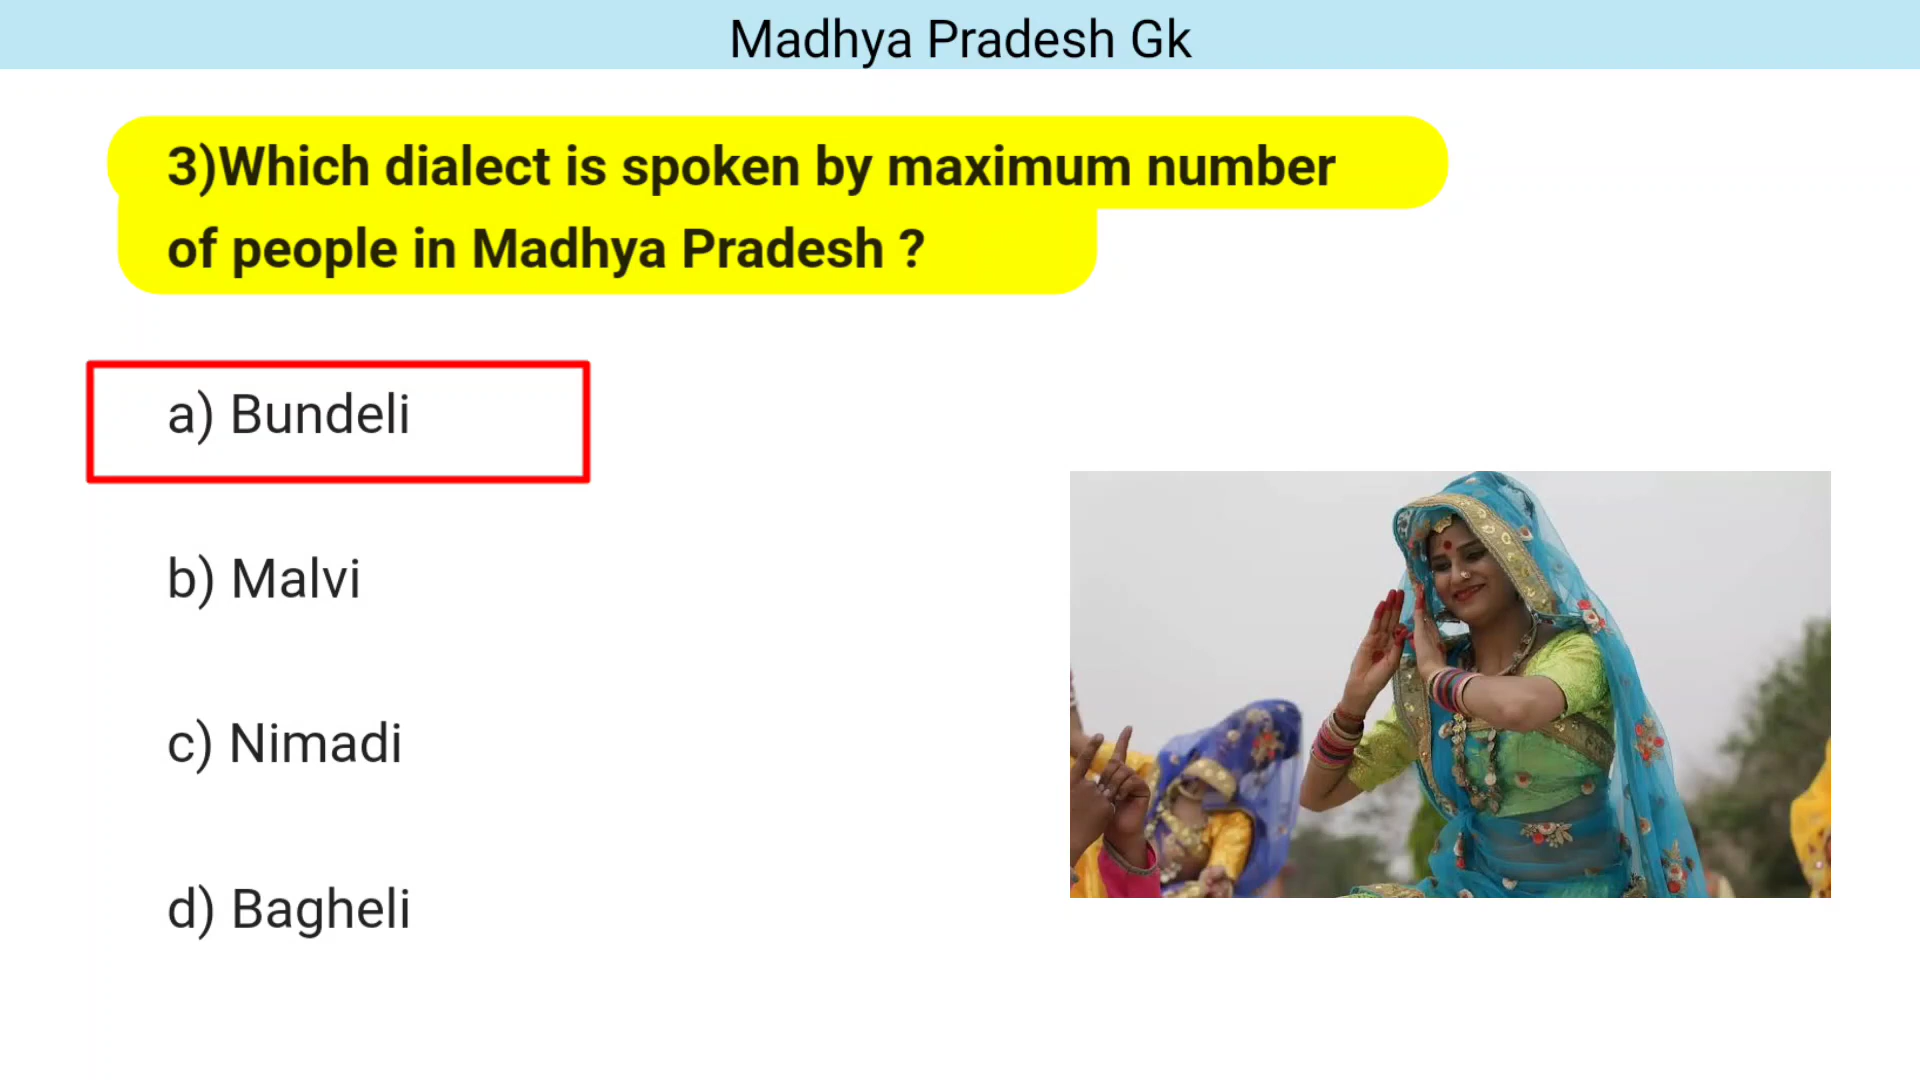 Madhya Pradesh Gk
3)Which dialect is spoken by maximum number
of people in Madhya Pradesh ?
a) Bundeli
b) Malvi
c) Nimadi
d) Bagheli